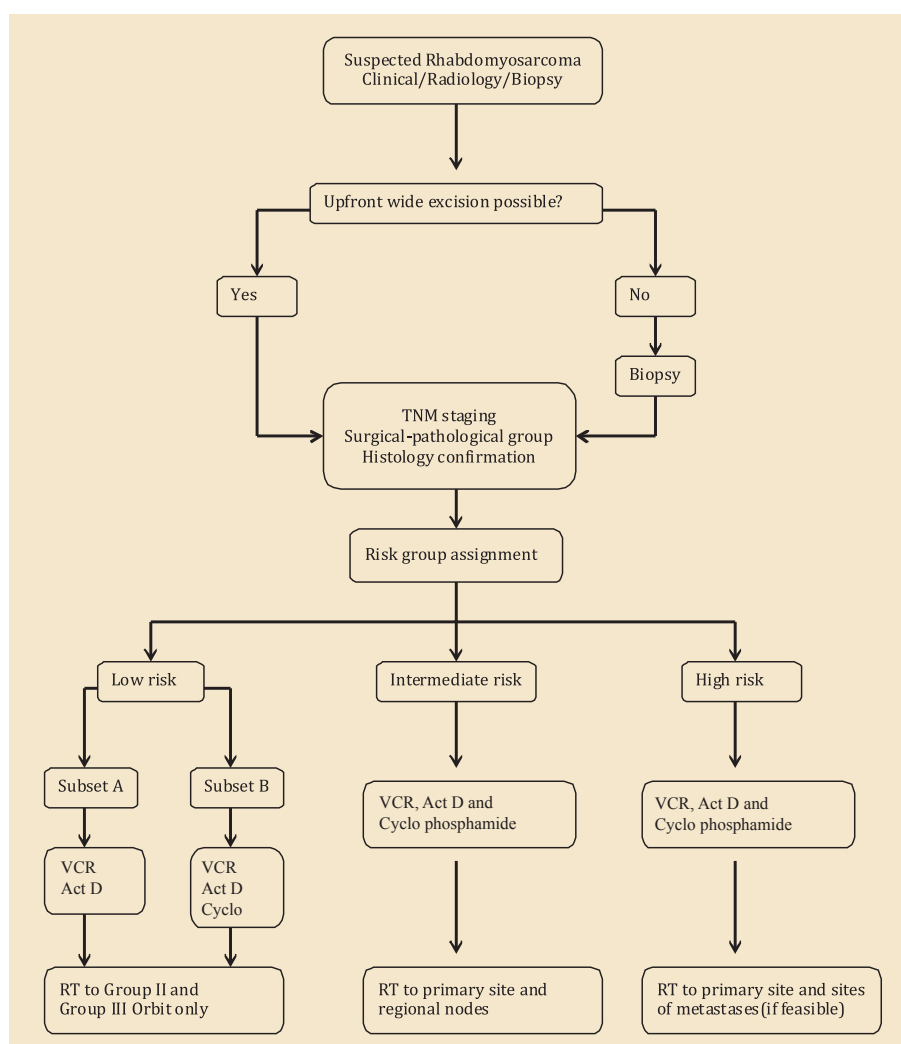 Suspected Rhabdomyosarcoma
Clinical/Radiology/Biopsy
Upfront wide excision possible?
Yes
No
Biopsy
TNM staging
Surgical-pathological group
Histology confirmation
Risk group assignment
Low risk
Intermediate risk
High risk
Subset A
Subset B
VCR
Act D
VCR
Act D
Cyclo
VCR, Act D and
Cyclo phosphamide
VCR, Act D and
Cyclo phosphamide
RT to Group II and
Group III Orbit only
RT to primary site and
regional nodes
RT to primary site and sites
of metastases(if feasible)